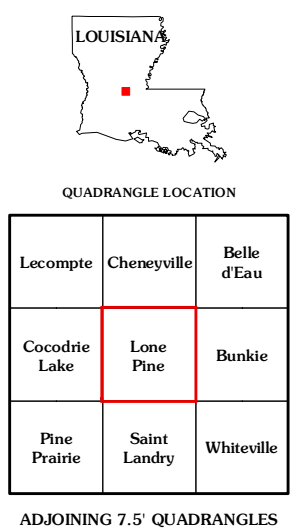 LOUISIANA
QUADRANGLE LOCATION
Lecompte
Cheneyville
Belle
d'Eau
Cocodrie
Lake
Lone
Pine
Bunkie
Pine
Prairie
Saint
Landry
Whiteville
ADJOINING 7.5' QUADRANGLES